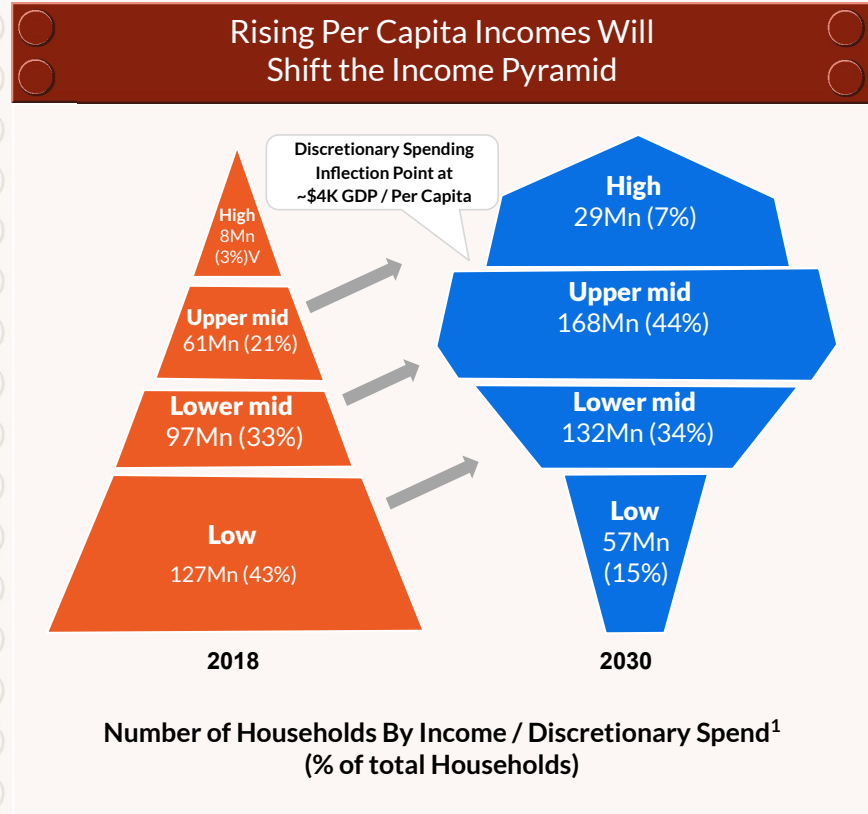 Rising Per Capita Incomes Will
Shift the Income Pyramid
Discretionary Spending
Inflection Point at
~$4K GDP / Per Capita
High
8Mn
(3%)V
Upper mid
61Mn (21%)
Lower mid
97Mn (33%)
Low
127Mn (43%)
2018
High
29Mn (7%)
Upper mid
168Mn (44%)
Lower mid
132Mn (34%)
Low
57Mn
(15%)
2030
Number of Households By Income / Discretionary Spend¹
(% of total Households)